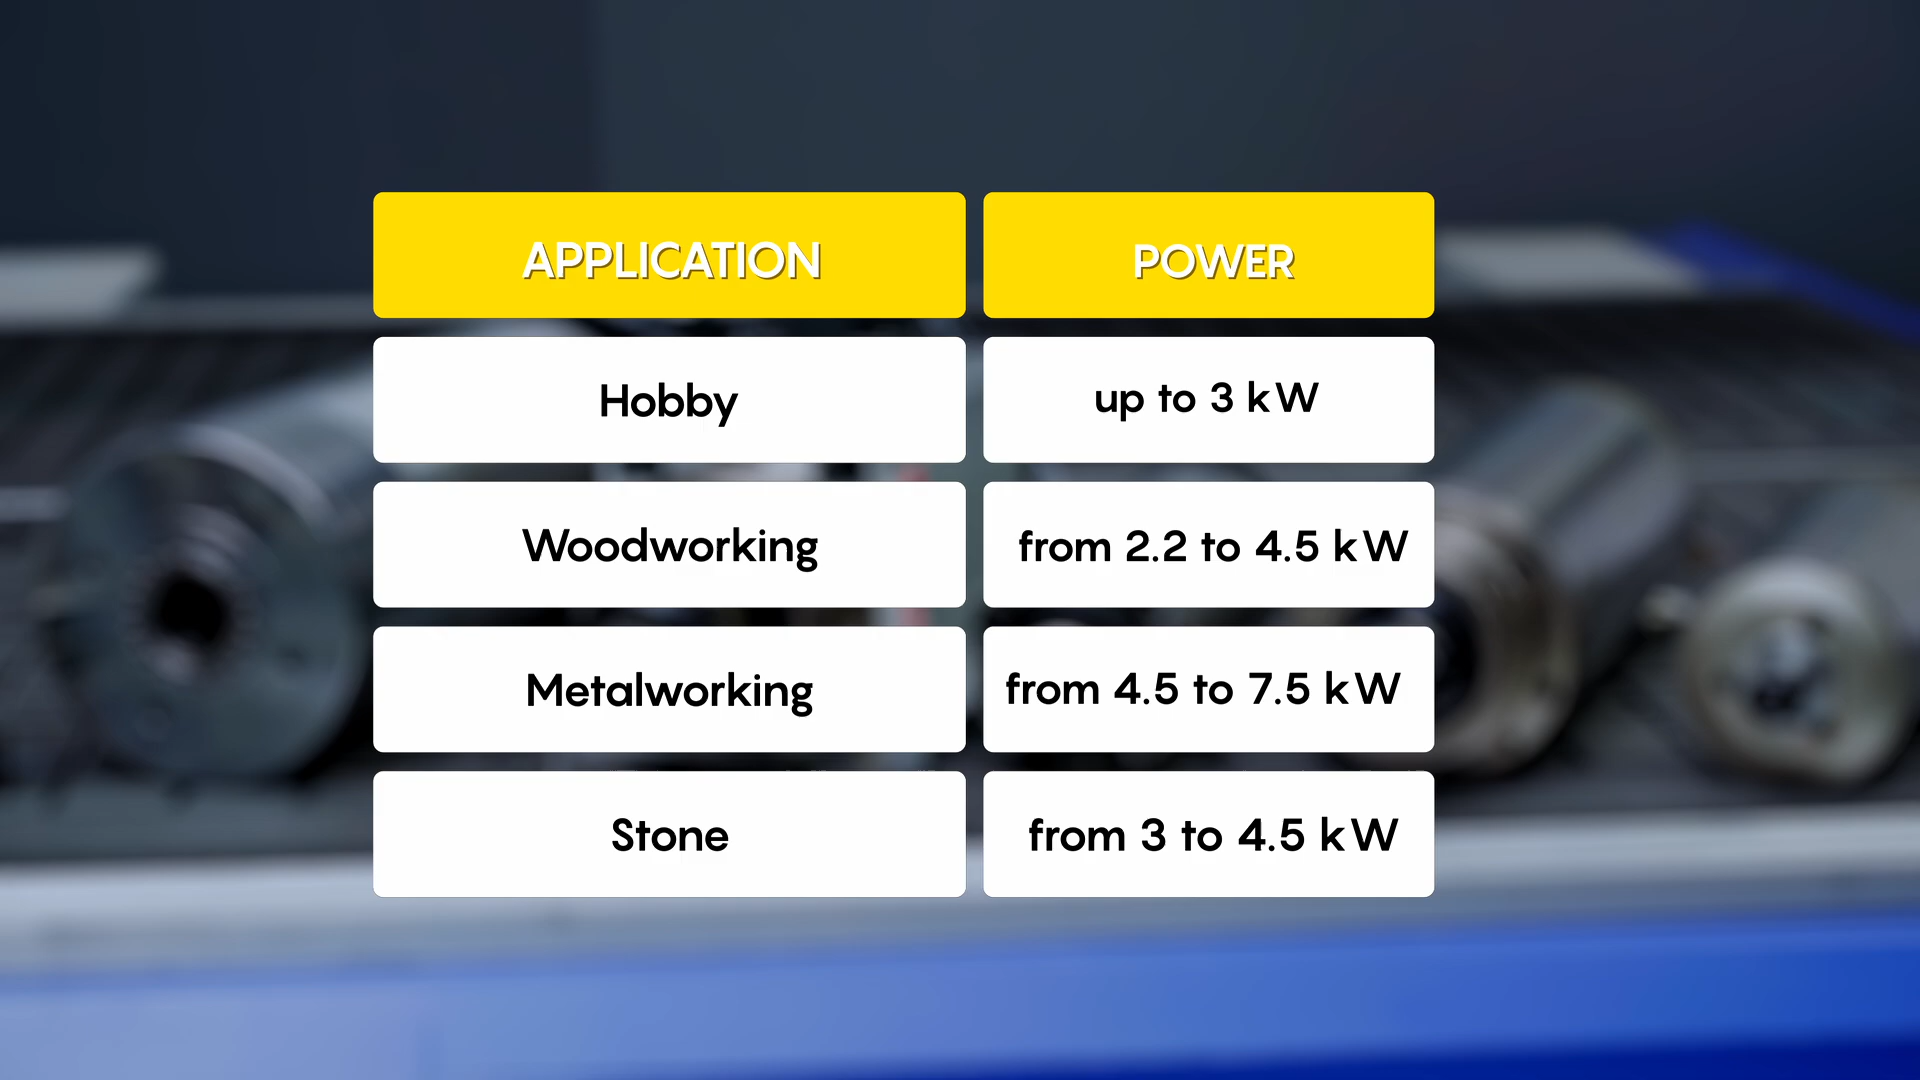 APPLICATION POWER
Hobby up to 3 kW
Woodworking from 2.2 to 4.5 kW
Metalworking from 4.5 to 7.5 kW
Stone from 3 to 4.5 kW